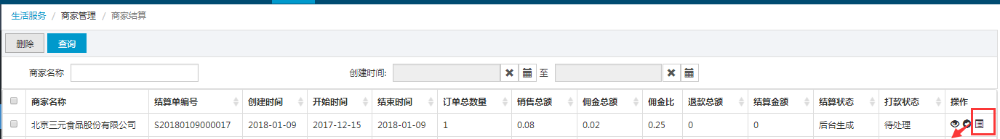 生活服务 / 商家管理 / 商家结算
删除 查询
商家名称 创建时间: 至
商家名称 结算单编号 创建时间 开始时间 结束时间 订单总数量 销售总额 佣金总额 佣金比 退款总额 结算金额 结算状态 打款状态 操作
北京三元食品股份有限公司 S20180109000017 2018-01-09 2017-12-15 2018-01-09 1 0.08 0.02 0.25 0 0 后台生成 待处理